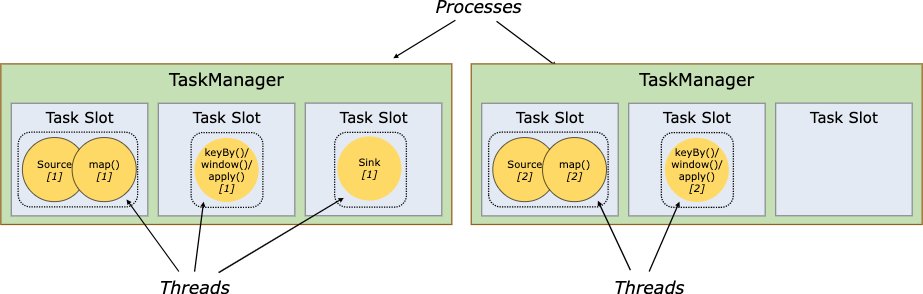 Processes
TaskManager
Task Slot
Source
[1]
map()
[1]
Task Slot
keyBy()/
window()/
apply()
[1]
Task Slot
Sink
[1]
Threads
TaskManager
Task Slot
Source
[2]
map()
[2]
Task Slot
keyBy()/
window()/
apply()
[2]
Task Slot
Threads